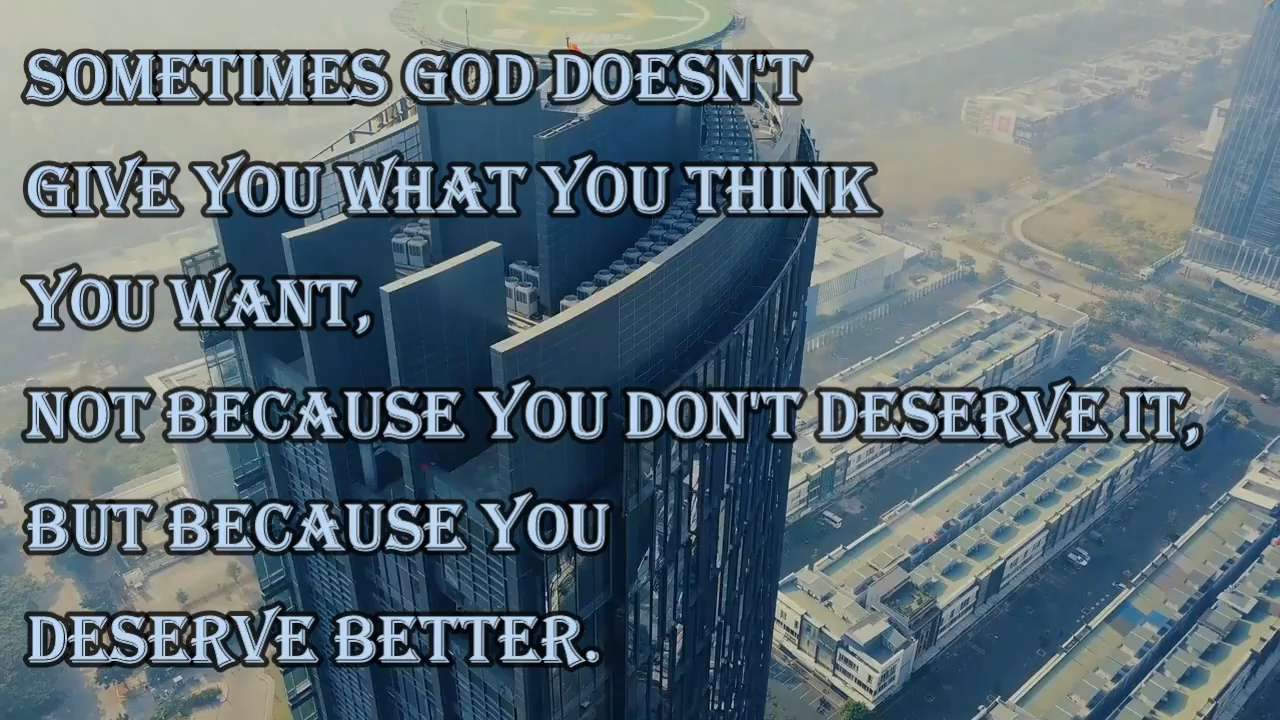 SOMETIMES GOD DOESN'T
GIVE YOU WHAT YOU THINK
YOU WANT,
NOT BECAUSE YOU DON'T DESERVE IT,
BUT BECAUSE YOU
DESERVE BETTER.